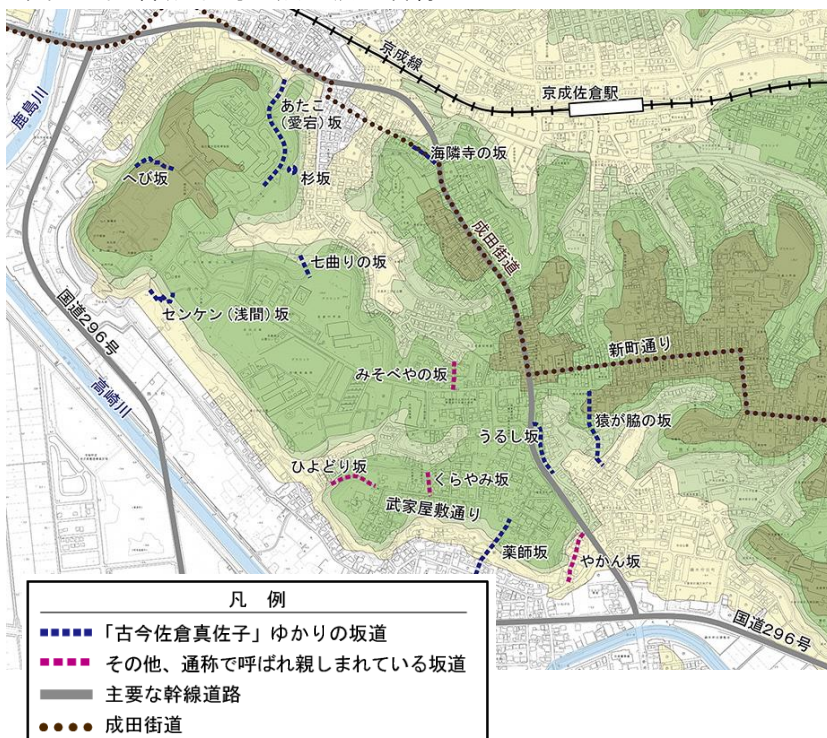 京成線
京成佐倉駅
鹿島川
あたご
(愛宕)坂
海隣寺の坂
へび坂
杉坂
成田街道
七曲りの坂
センケン(浅間)坂
国道296号
高崎川
新町通り
みそべやの坂
猿が脇の坂
うるし坂
ひよどり坂
くらやみ坂
武家屋敷通り
薬師坂
やかん坂
国道296号
凡 例
「古今佐倉真佐子」ゆかりの坂道
その他、通称で呼ばれ親しまれている坂道
主要な幹線道路
成田街道